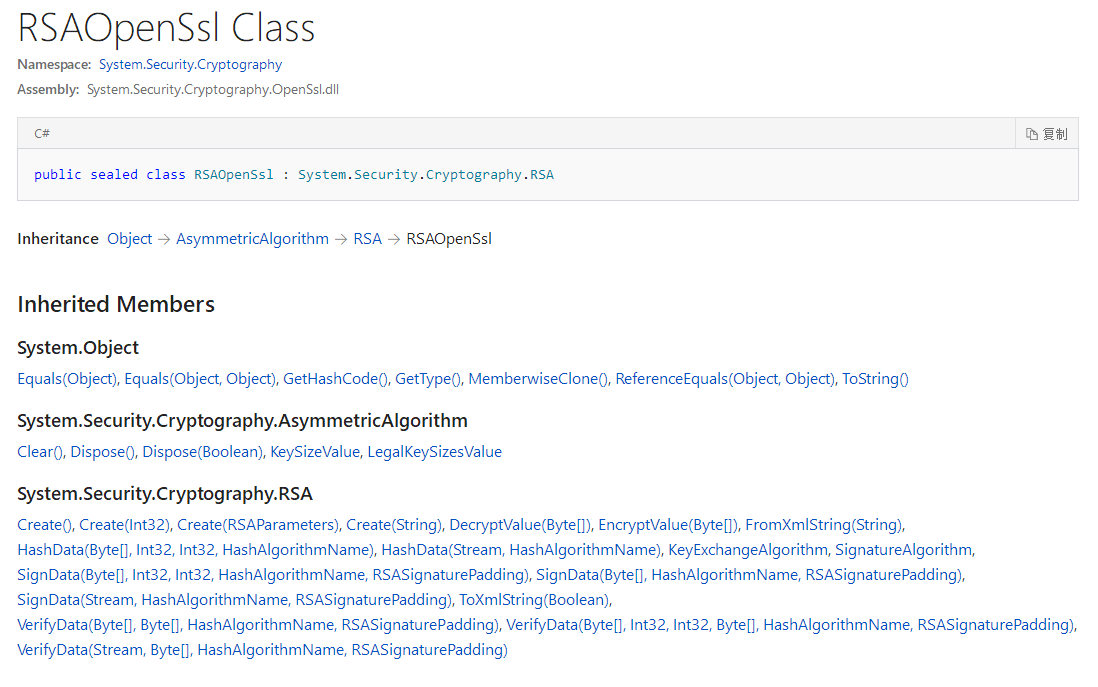 RSAOpenSsl Class
Namespace: System.Security.Cryptography
Assembly: System.Security.Cryptography.OpenSsl.dll
C# 复制
public sealed class RSAOpenSsl : System.Security.Cryptography.RSA
Inheritance Object → AsymmetricAlgorithm → RSA → RSAOpenSsl
Inherited Members
System.Object
Equals(Object), Equals(Object, Object), GetHashCode(), GetType(), MemberwiseClone(), ReferenceEquals(Object, Object), ToString()
System.Security.Cryptography.AsymmetricAlgorithm
Clear(), Dispose(), Dispose(Boolean), KeySizeValue, LegalKeySizesValue
System.Security.Cryptography.RSA
Create(), Create(Int32), Create(RSAParameters), Create(String), DecryptValue(Byte[]), EncryptValue(Byte[]), FromXmlString(String),
HashData(Byte[], Int32, Int32, HashAlgorithmName), HashData(Stream, HashAlgorithmName), KeyExchangeAlgorithm, SignatureAlgorithm,
SignData(Byte[], Int32, Int32, HashAlgorithmName, RSASignaturePadding), SignData(Byte[], HashAlgorithmName, RSASignaturePadding),
SignData(Stream, HashAlgorithmName, RSASignaturePadding), ToXmlString(Boolean),
VerifyData(Byte[], Byte[], HashAlgorithmName, RSASignaturePadding), VerifyData(Byte[], Int32, Int32, Byte[], HashAlgorithmName, RSASignaturePadding),
VerifyData(Stream, Byte[], HashAlgorithmName, RSASignaturePadding)